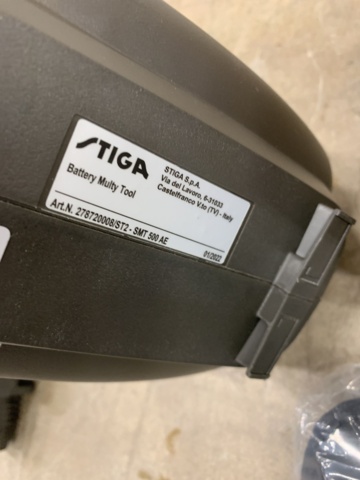 STIGA
Battery Multy Tool
STIGA S.p.A.
Via del Lavoro, 6-31033
Castelfranco V.to (TV) - Italy
Art.N. 278720008/ST2 - SMT 500 AE
01/2022